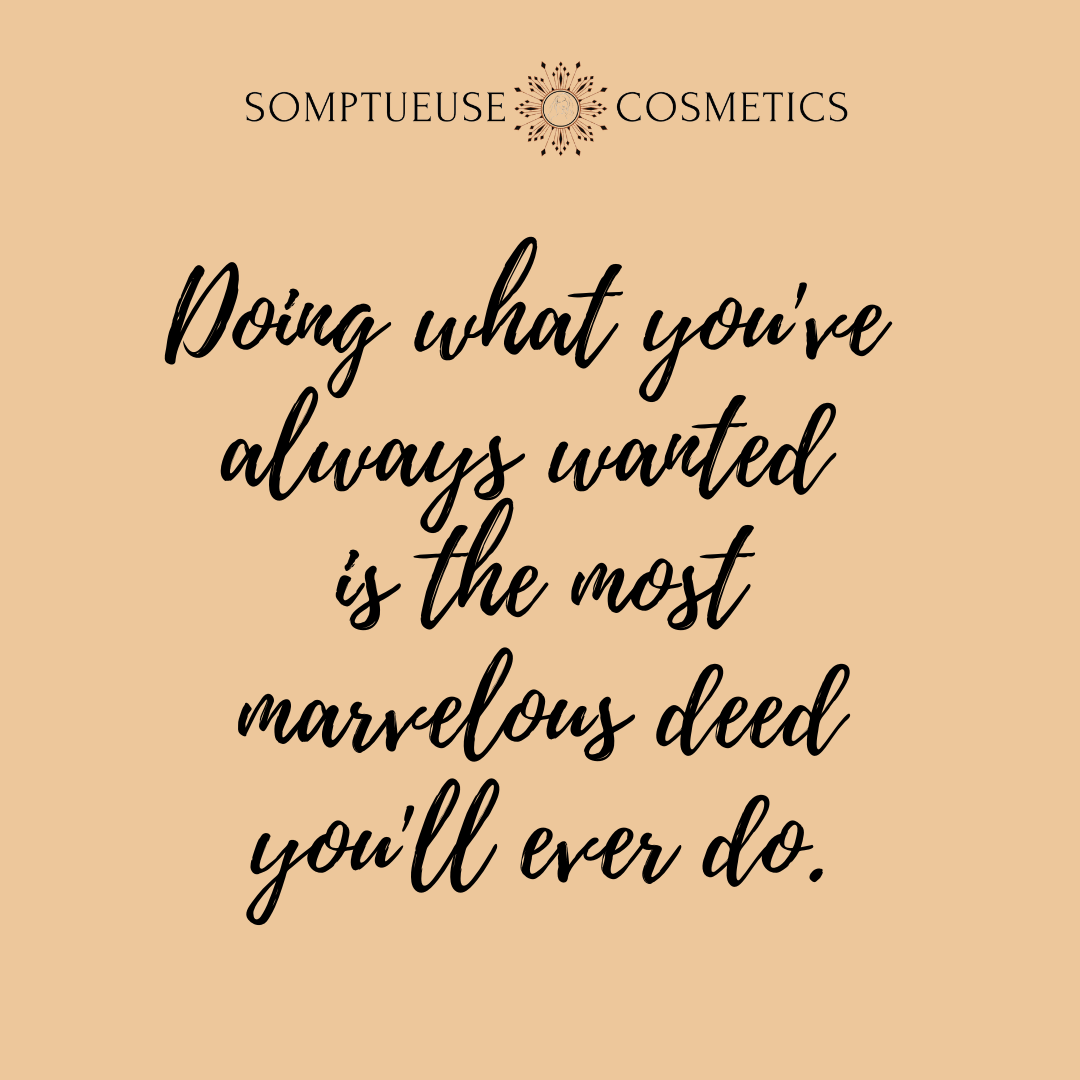 SOMPTUEUSE COSMETICS
Doing what you've
always wanted
is the most
marvelous deed
you'll ever do.